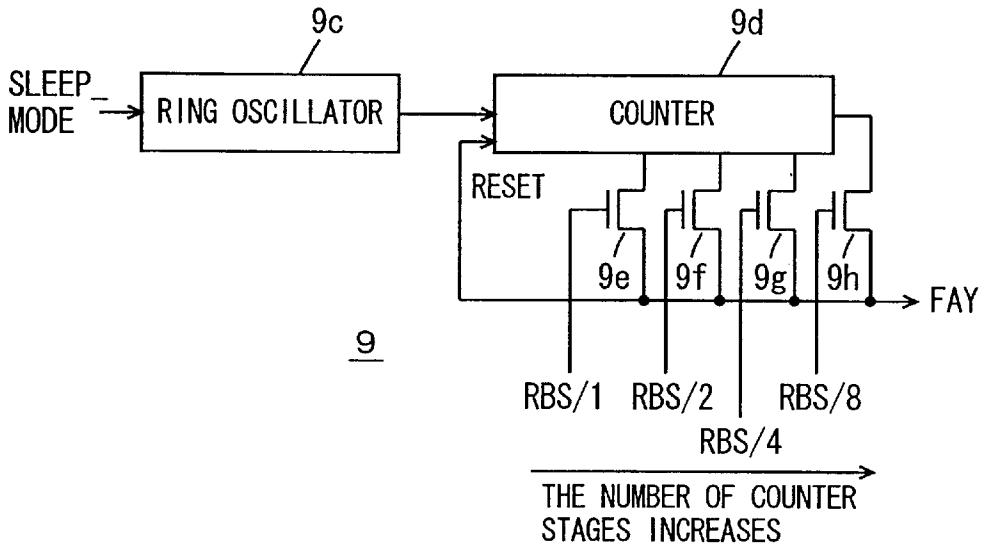 9c
9d
SLEEP_
MODE
RING OSCILLATOR
COUNTER
RESET
9e
9f
9g
9h
FAY
9
RBS/1
RBS/2
RBS/8
RBS/4
THE NUMBER OF COUNTER
STAGES INCREASES